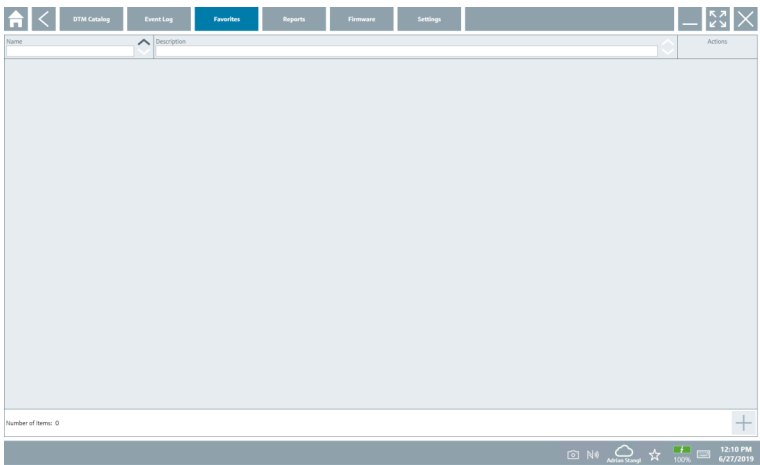 DTM Catalog Event Log Favorites Reports Firmware Settings
Name Description Actions
Number of items: 0
Adrian Stangl 100% 12:10 PM
6/27/2019